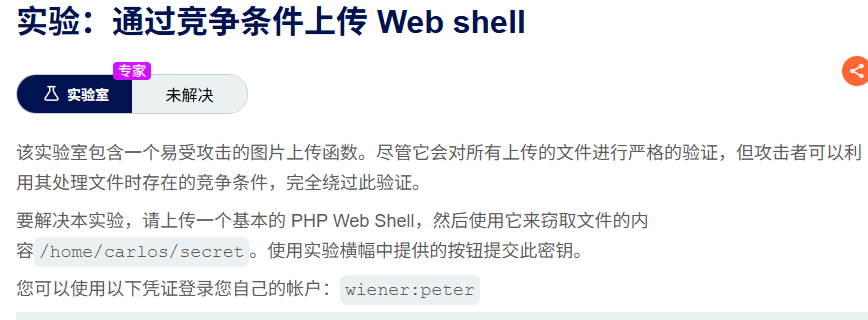 实验：通过竞争条件上传 Web shell
专家
实验室 未解决
该实验室包含一个易受攻击的图片上传函数。尽管它会对所有上传的文件进行严格的验证，但攻击者可以利
用其处理文件时存在的竞争条件，完全绕过此验证。
要解决本实验，请上传一个基本的 PHP Web Shell，然后使用它来窃取文件的内
容 /home/carlos/secret 。使用实验横幅中提供的按钮提交此密钥。
您可以使用以下凭证登录您自己的帐户： wiener:peter